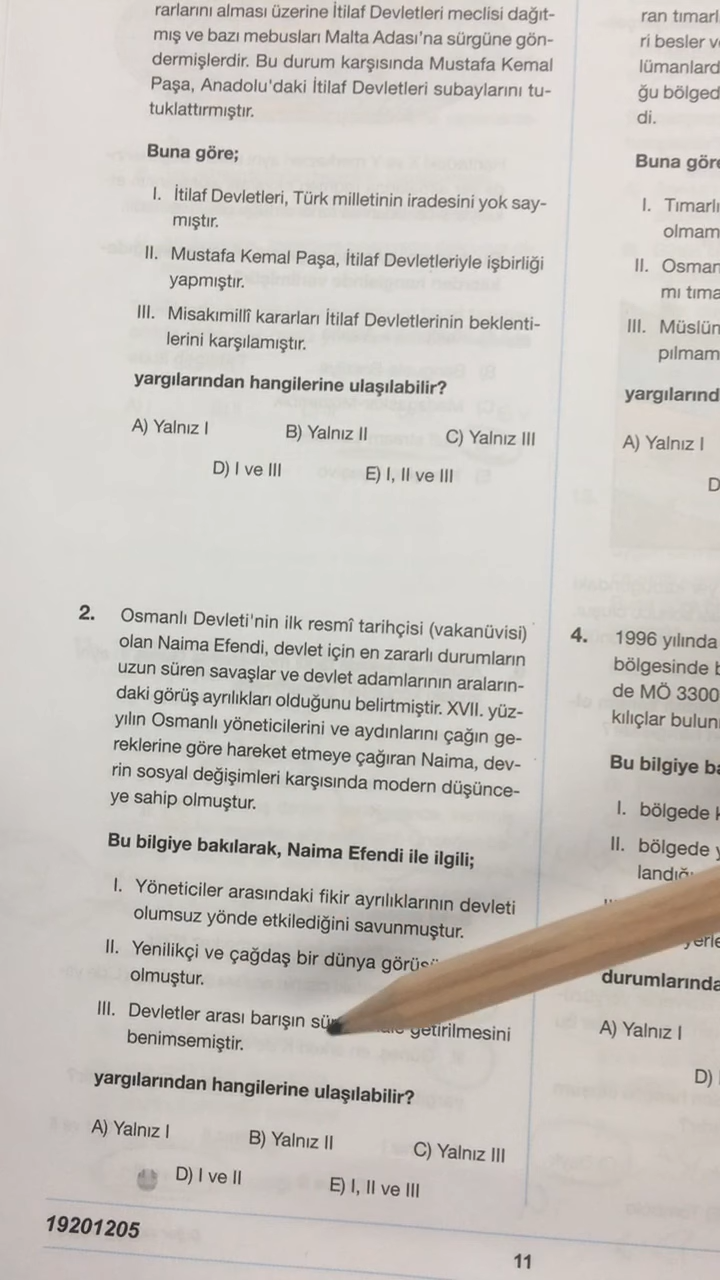 rarlarını alması üzerine İtilaf Devletleri meclisi dağıt-
mış ve bazı mebusları Malta Adası'na sürgüne gön-
dermişlerdir. Bu durum karşısında Mustafa Kemal
Paşa, Anadolu'daki İtilaf Devletleri subaylarını tu-
tuklattırmıştır.
Buna göre;
I. İtilaf Devletleri, Türk milletinin iradesini yok say-
mıştır.
II. Mustafa Kemal Paşa, İtilaf Devletleriyle işbirliği
yapmıştır.
III. Misakımillî kararları İtilaf Devletlerinin beklenti-
lerini karşılamıştır.
yargılarından hangilerine ulaşılabilir?
A) Yalnız I B) Yalnız II C) Yalnız III
D) I ve III E) I, II ve III
2. Osmanlı Devleti'nin ilk resmî tarihçisi (vakanüvisi)
olan Naima Efendi, devlet için en zararlı durumların
uzun süren savaşlar ve devlet adamlarının araların-
daki görüş ayrılıkları olduğunu belirtmiştir. XVII. yüz-
yılın Osmanlı yöneticilerini ve aydınlarını çağın ge-
reklerine göre hareket etmeye çağıran Naima, dev-
rin sosyal değişimleri karşısında modern düşünce-
ye sahip olmuştur.
Bu bilgiye bakılarak, Naima Efendi ile ilgili;
I. Yöneticiler arasındaki fikir ayrılıklarının devleti
olumsuz yönde etkilediğini savunmuştur.
II. Yenilikçi ve çağdaş bir dünya
olmuştur.
III. Devletler arası barışın getirilmesini
benimsemiştir.
yargılarından hangilerine ulaşılabilir?
A) Yalnız I B) Yalnız II C) Yalnız III
D) I ve II E) I, II ve III
19201205
11
ran tımarl
ri besler v
lümanlard
ğu bölged
di.
Buna göre
I. Tımarlı
olmam
II. Osman
mı tıma
III. Müslün
pılmam
yargılarınd
A) Yalnız I
D
4. 1996 yılında
bölgesinde b
de MÖ 3300
kılıçlar bulun
Bu bilgiye ba
I. bölgede k
II. bölgede y
durumlarında
A) Yalnız I
D)